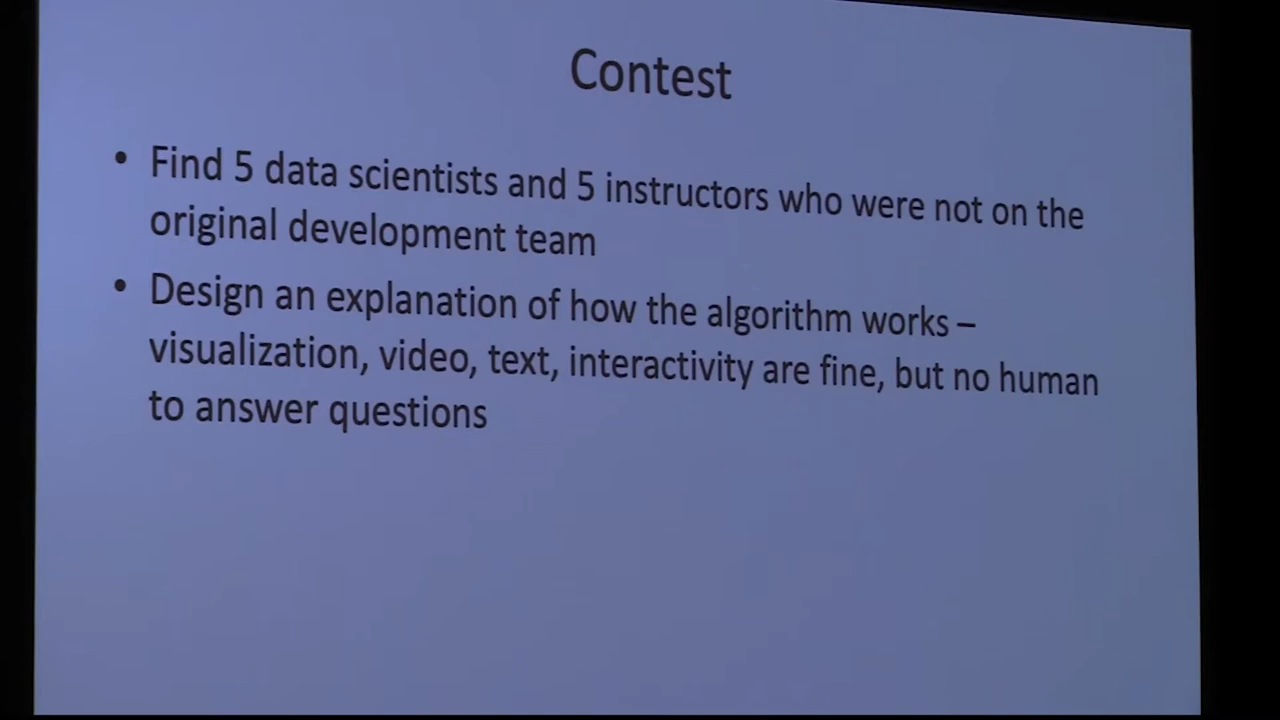 Contest
• Find 5 data scientists and 5 instructors who were not on the
original development team
• Design an explanation of how the algorithm works –
visualization, video, text, interactivity are fine, but no human
to answer questions